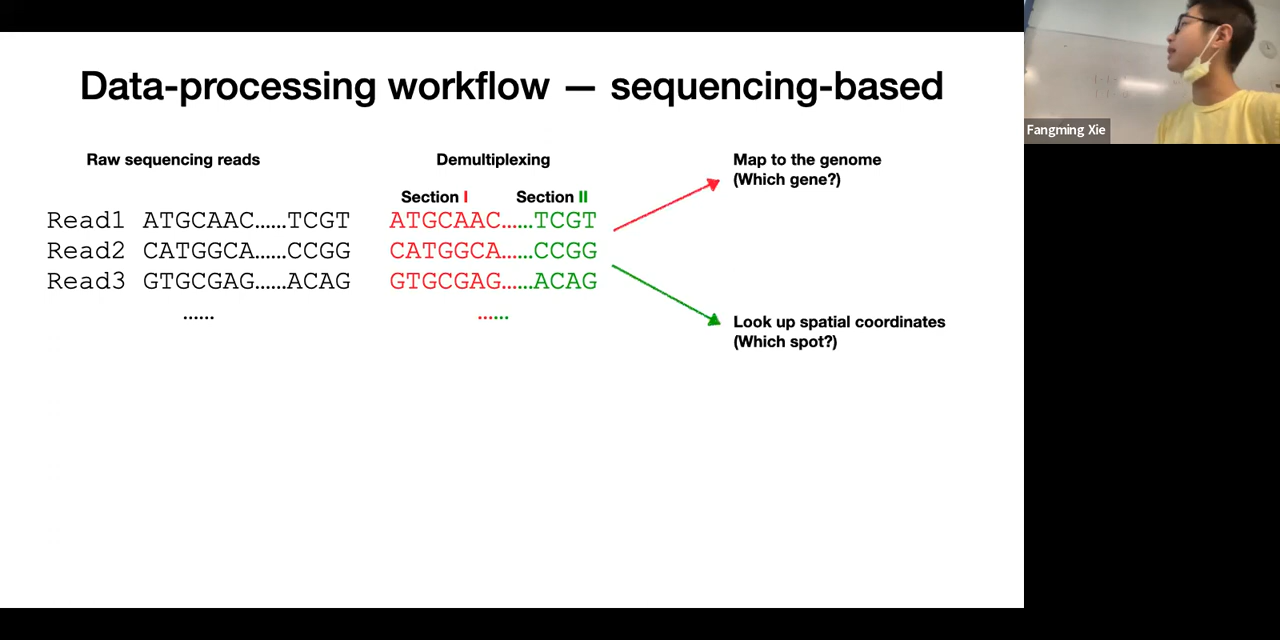 Data-processing workflow — sequencing-based
Raw sequencing reads
Read1 ATGCAAC......TCGT
Read2 CATGGCA......CCGG
Read3 GTGCGAG......ACAG
......
Demultiplexing
Section I Section II
ATGCAAC......TCGT
CATGGCA......CCGG
GTGCGAG......ACAG
......
Map to the genome
(Which gene?)
Look up spatial coordinates
(Which spot?)
Fangming Xie